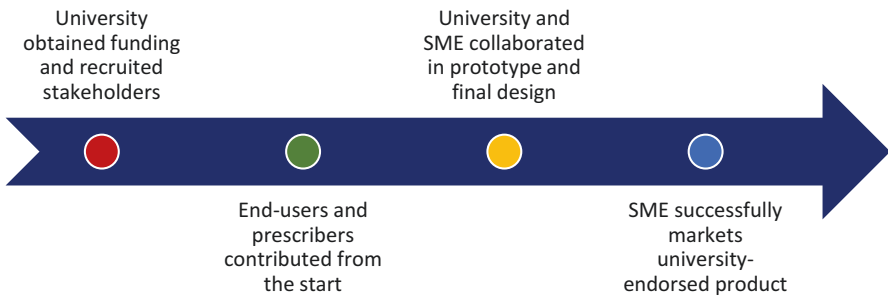 University
obtained funding
and recruited
stakeholders
End-users and
prescribers
contributed from
the start
University and
SME collaborated
in prototype and
final design
SME successfully
markets
university-
endorsed product